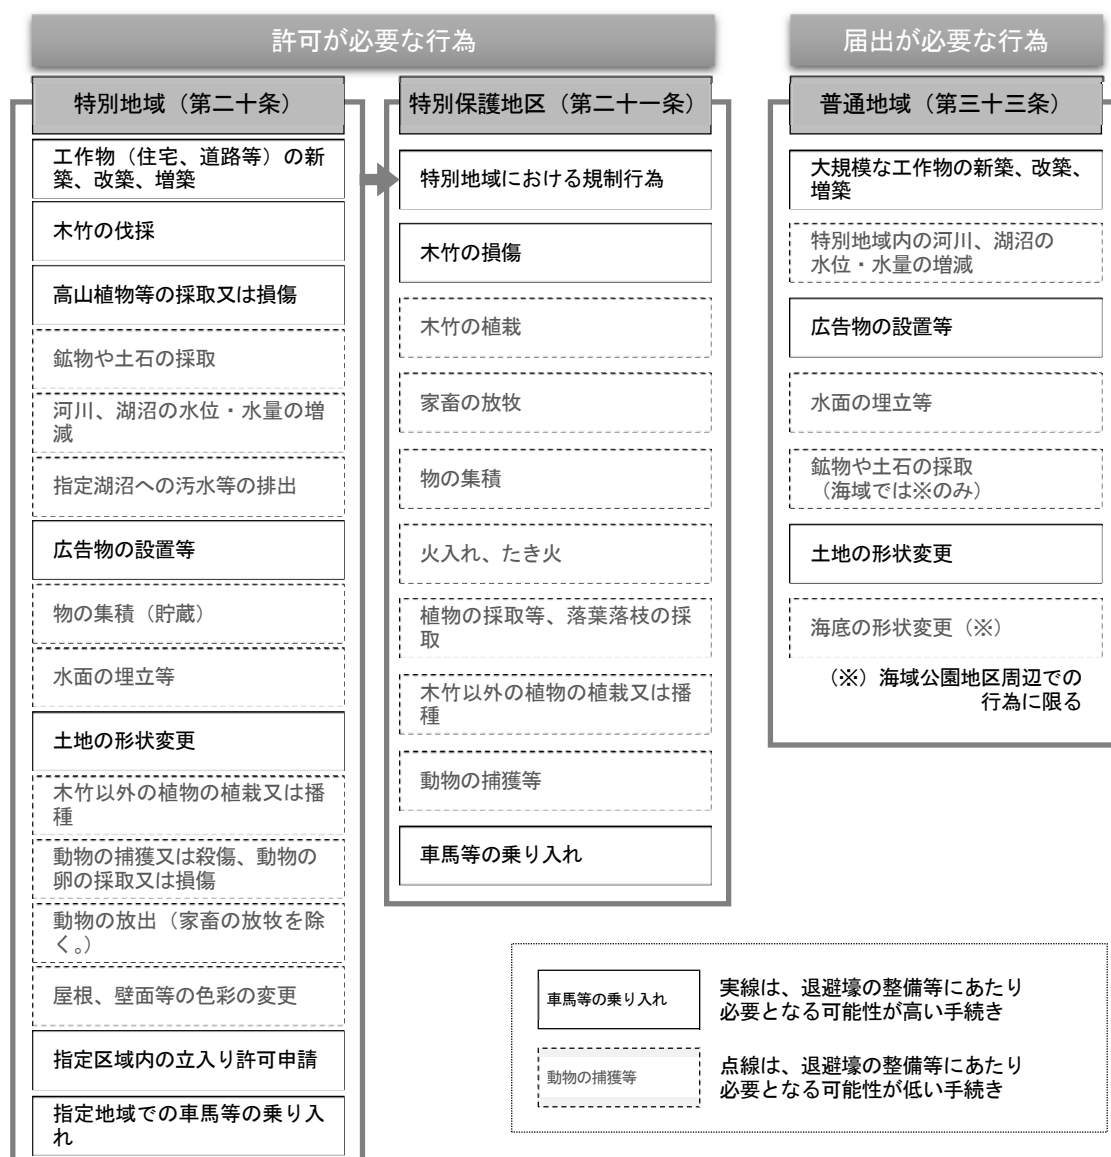 許可が必要な行為
特別地域（第二十条）
工作物（住宅、道路等）の新
築、改築、増築
木竹の伐採
高山植物等の採取又は損傷
鉱物や土石の採取
河川、湖沼の水位・水量の増
減
指定湖沼への汚水等の排出
広告物の設置等
物の集積（貯蔵）
水面の埋立等
土地の形状変更
木竹以外の植物の植栽又は播
種
動物の捕獲又は殺傷、動物の
卵の採取又は損傷
動物の放出（家畜の放牧を除
く。）
屋根、壁面等の色彩の変更
指定区域内の立入り許可申請
指定地域での車馬等の乗り入
れ
特別保護地区（第二十一条）
特別地域における規制行為
木竹の損傷
木竹の植栽
家畜の放牧
物の集積
火入れ、たき火
植物の採取等、落葉落枝の採
取
木竹以外の植物の植栽又は播
種
動物の捕獲等
車馬等の乗り入れ
届出が必要な行為
普通地域（第三十三条）
大規模な工作物の新築、改築、
増築
特別地域内の河川、湖沼の
水位・水量の増減
広告物の設置等
水面の埋立等
鉱物や土石の採取
（海域では※のみ）
土地の形状変更
海底の形状変更（※）
（※）海域公園地区周辺での
行為に限る
車馬等の乗り入れ
実線は、退避壕の整備等にあたり
必要となる可能性が高い手続き
動物の捕獲等
点線は、退避壕の整備等にあたり
必要となる可能性が低い手続き